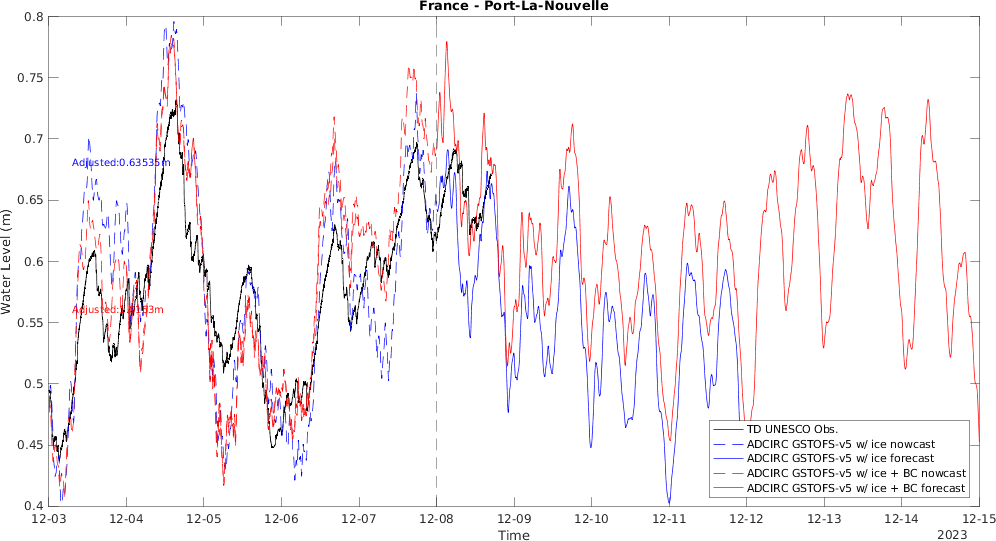 France - Port-La-Nouvelle
0.8
0.75
0.7
0.65
0.6
0.55
0.5
0.45
0.4
Water Level (m)
Adjusted:0.63535m
TD UNESCO Obs.
ADCIRC GSTOFS-v5 w/ ice nowcast
ADCIRC GSTOFS-v5 w/ ice forecast
ADCIRC GSTOFS-v5 w/ ice + BC nowcast
ADCIRC GSTOFS-v5 w/ ice + BC forecast
12-03 12-04 12-05 12-06 12-07 12-08 12-09 12-10 12-11 12-12 12-13 12-14 12-15
Time
2023